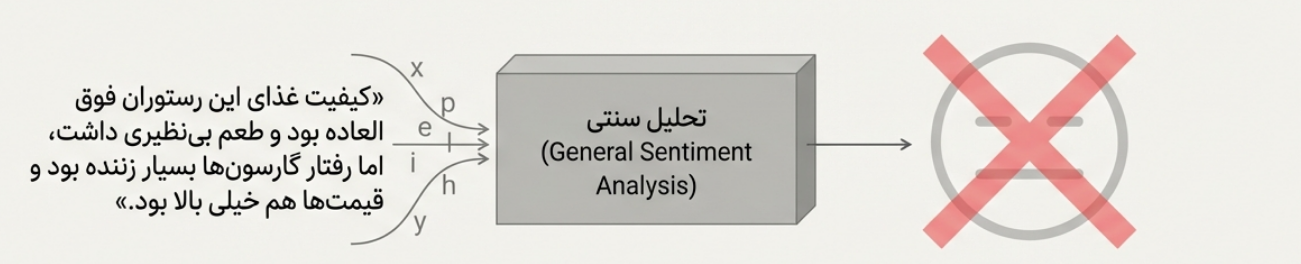 «کیفیت غذای این رستوران فوق
العاده بود و طعم بی‌نظیری داشت،
اما رفتار گارسون‌ها بسیار زننده بود و
قیمت‌ها هم خیلی بالا بود.»
x
p
e
l
i
h
y
تحلیل سنتی
(General Sentiment
Analysis)